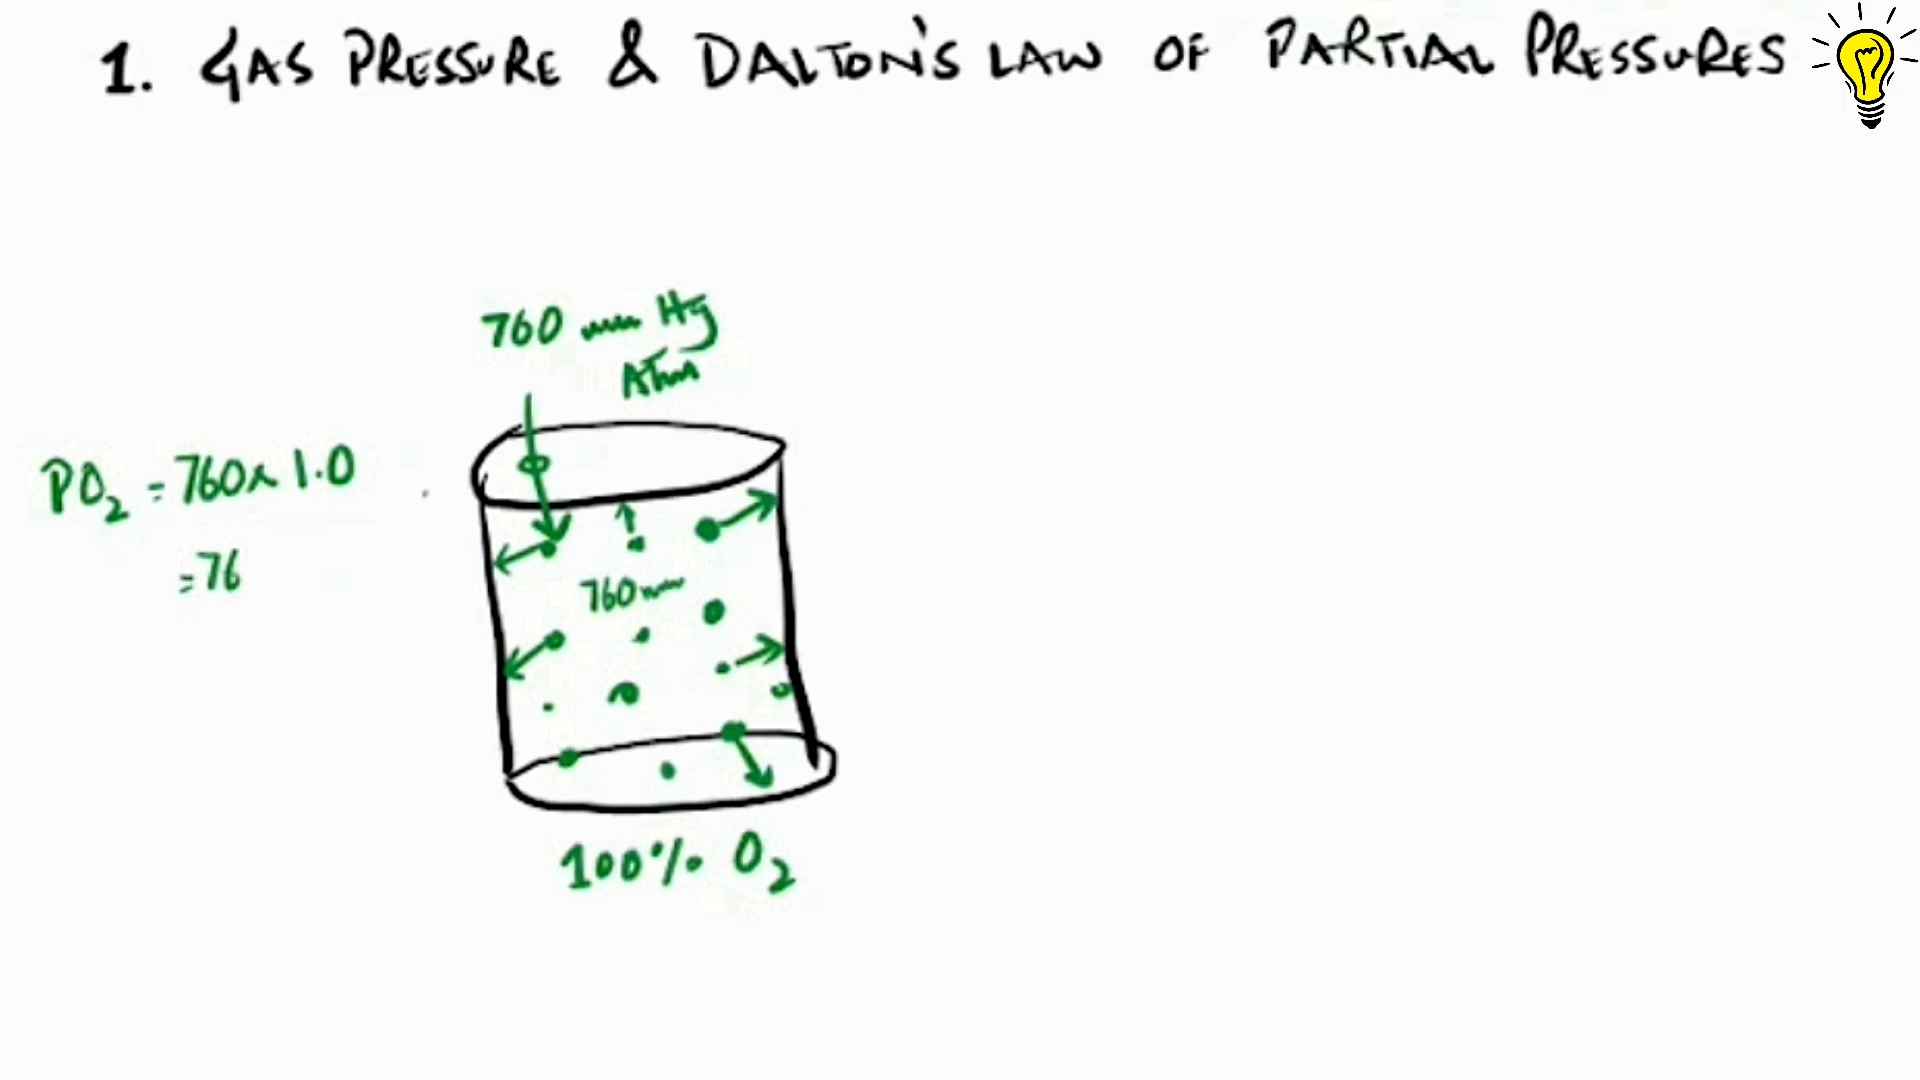 1. GAS PRESSURE & DALTON'S LAW OF PARTIAL PRESSURES
760 mm Hg
ATM
PO2 = 760 x 1.0
= 76
760 mm
100% O2